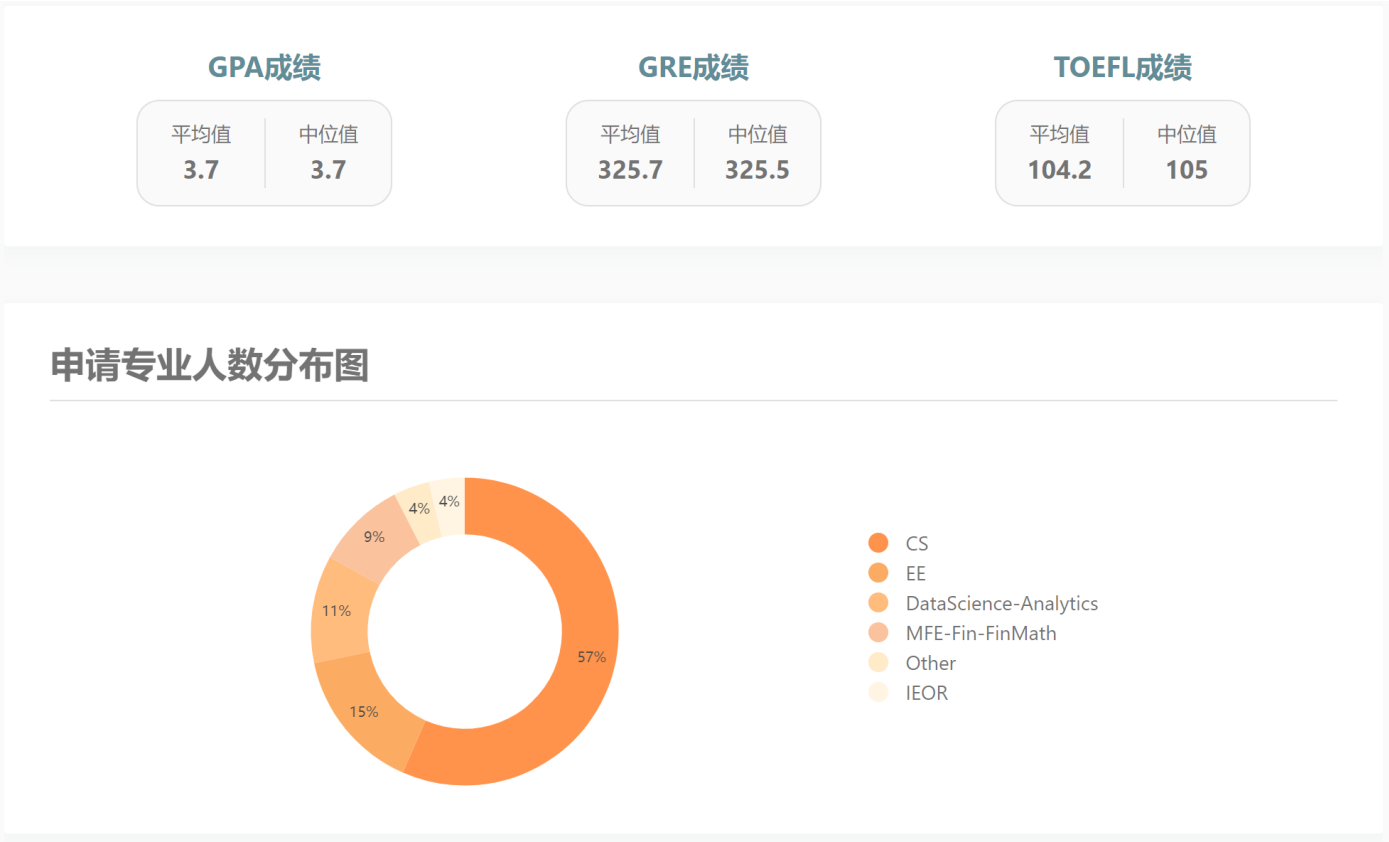 GPA成绩
GRE成绩
TOEFL成绩
平均值
中位值
平均值
中位值
平均值
中位值
3.7
3.7
325.7
325.5
104.2
105
申请专业人数分布图
4%
4%
9%
11%
57%
15%
CS
EE
DataScience-Analytics
MFE-Fin-FinMath
Other
IEOR